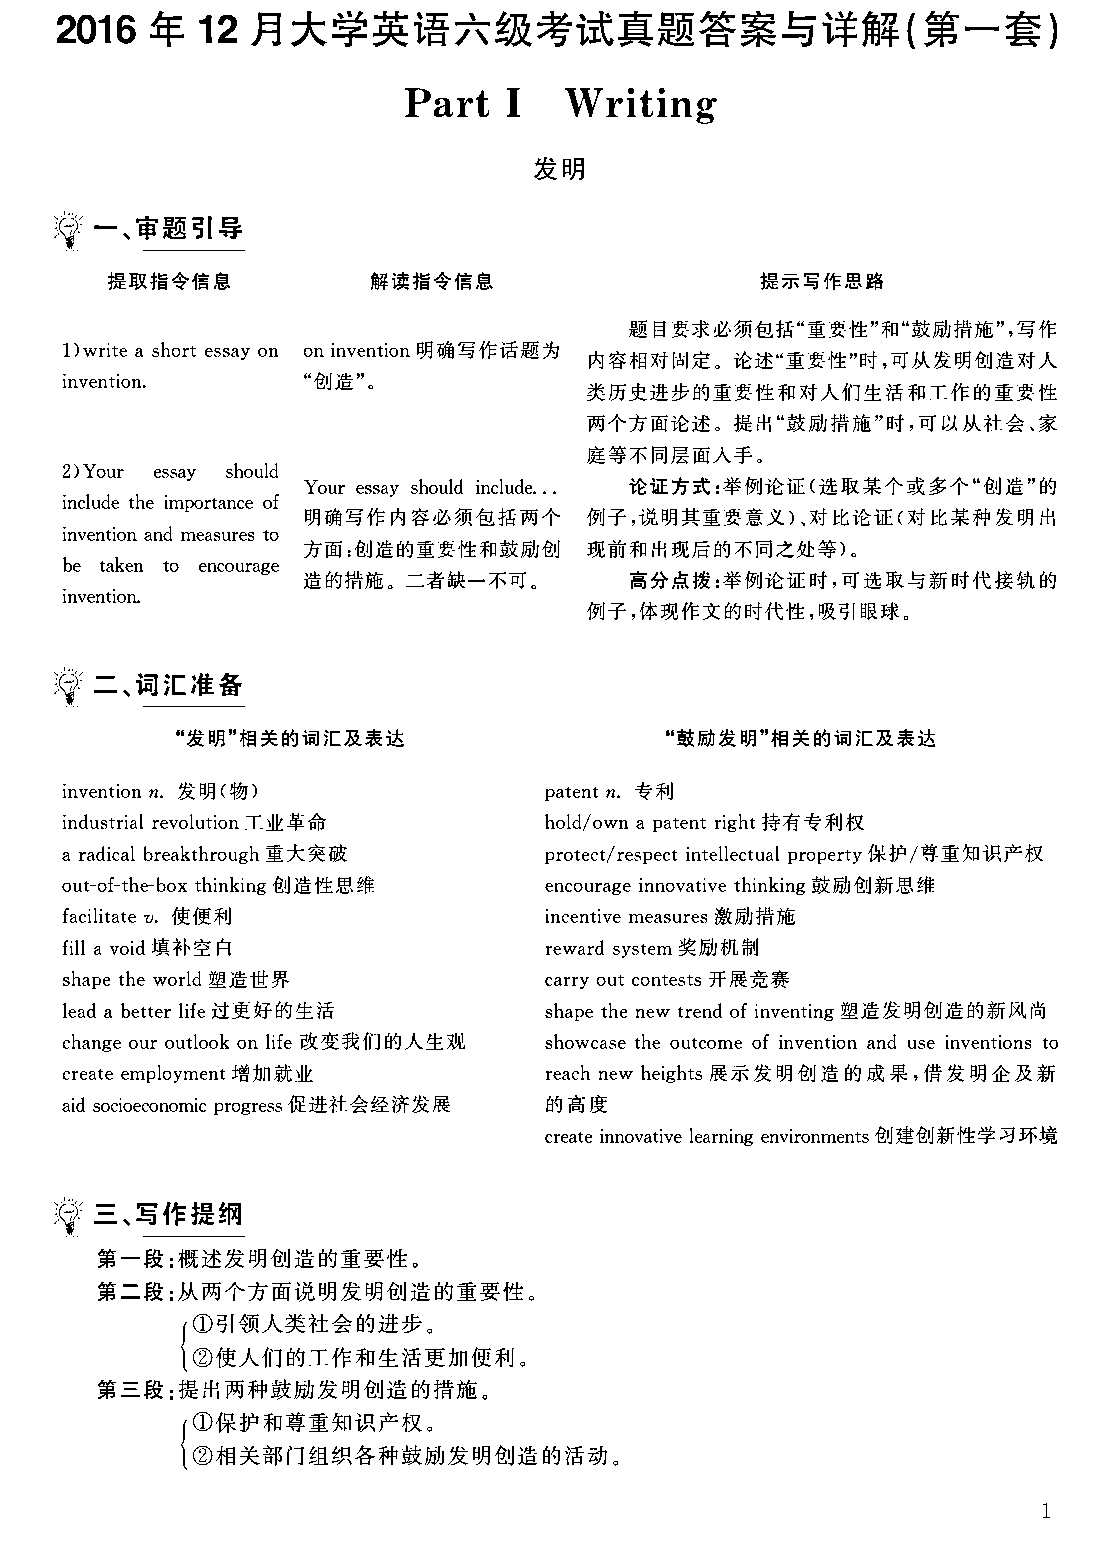 2016 年 12 月大学英语六级考试真题答案与详解(第一套)
Part I Writing
发明
一、审题引导
提取指令信息
1)write a short essay on
invention.
2)Your essay should
include the importance of
invention and measures to
be taken to encourage
invention.
解读指令信息
on invention 明确写作话题为
“创造”。
Your essay should include...
明确写作内容必须包括两个
方面:创造的重要性和鼓励创
造的措施。二者缺一不可。
提示写作思路
题目要求必须包括“重要性”和“鼓励措施”,写作
内容相对固定。论述“重要性”时,可从发明创造对人
类历史进步的重要性和对人们生活和工作的重要性
两个方面论述。提出“鼓励措施”时,可以从社会、家
庭等不同层面入手。
论证方式:举例论证(选取某个或多个“创造”的
例子,说明其重要意义)、对比论证(对比某种发明出
现前和出现后的不同之处等)。
高分点拨:举例论证时,可选取与新时代接轨的
例子,体现作文的时代性,吸引眼球。
二、词汇准备
“发明”相关的词汇及表达
invention n. 发明(物)
industrial revolution 工业革命
a radical breakthrough 重大突破
out-of-the-box thinking 创造性思维
facilitate v. 使便利
fill a void 填补空白
shape the world 塑造世界
lead a better life 过更好的生活
change our outlook on life 改变我们的人生观
create employment 增加就业
aid socioeconomic progress 促进社会经济发展
“鼓励发明”相关的词汇及表达
patent n. 专利
hold/own a patent right 持有专利权
protect/respect intellectual property 保护/尊重知识产权
encourage innovative thinking 鼓励创新思维
incentive measures 激励措施
reward system 奖励机制
carry out contests 开展竞赛
shape the new trend of inventing 塑造发明创造的新风尚
showcase the outcome of invention and use inventions to
reach new heights 展示发明创造的成果,借发明企及新
的高度
create innovative learning environments 创建创新性学习环境
三、写作提纲
第一段:概述发明创造的重要性。
第二段:从两个方面说明发明创造的重要性。
①引领人类社会的进步。
②使人们的工作和生活更加便利。
第三段:提出两种鼓励发明创造的措施。
①保护和尊重知识产权。
②相关部门组织各种鼓励发明创造的活动。
1